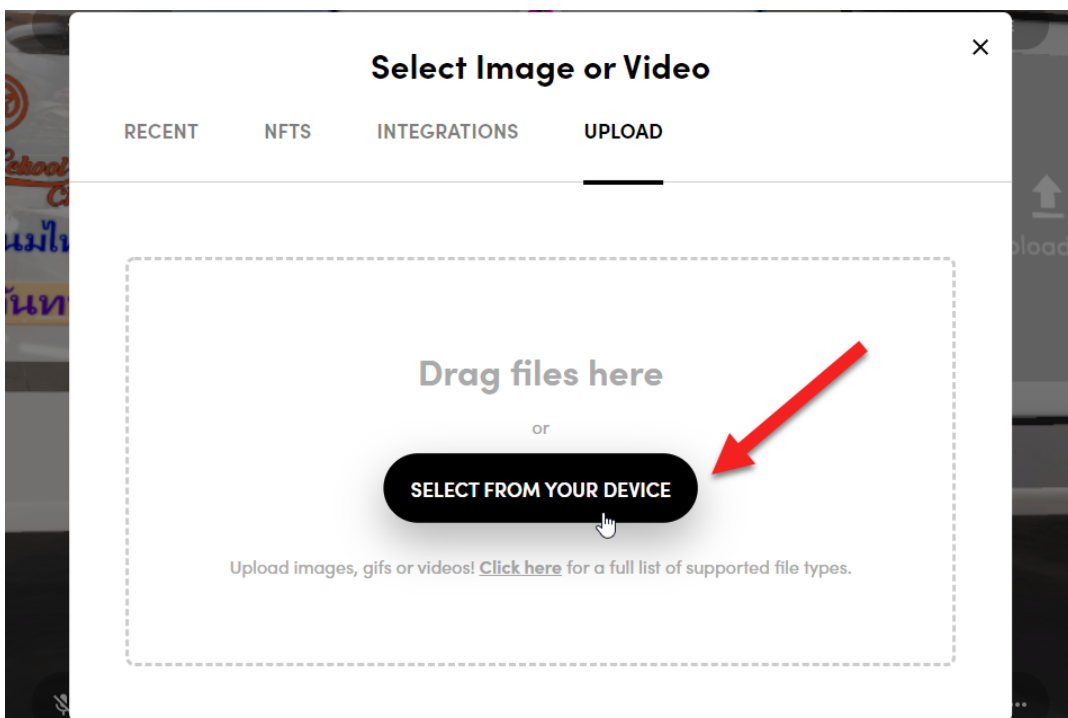 Select Image or Video
RECENT NFTS INTEGRATIONS UPLOAD
School
Drag files here
or
SELECT FROM YOUR DEVICE
Upload images, gifs or videos! Click here for a full list of supported file types.